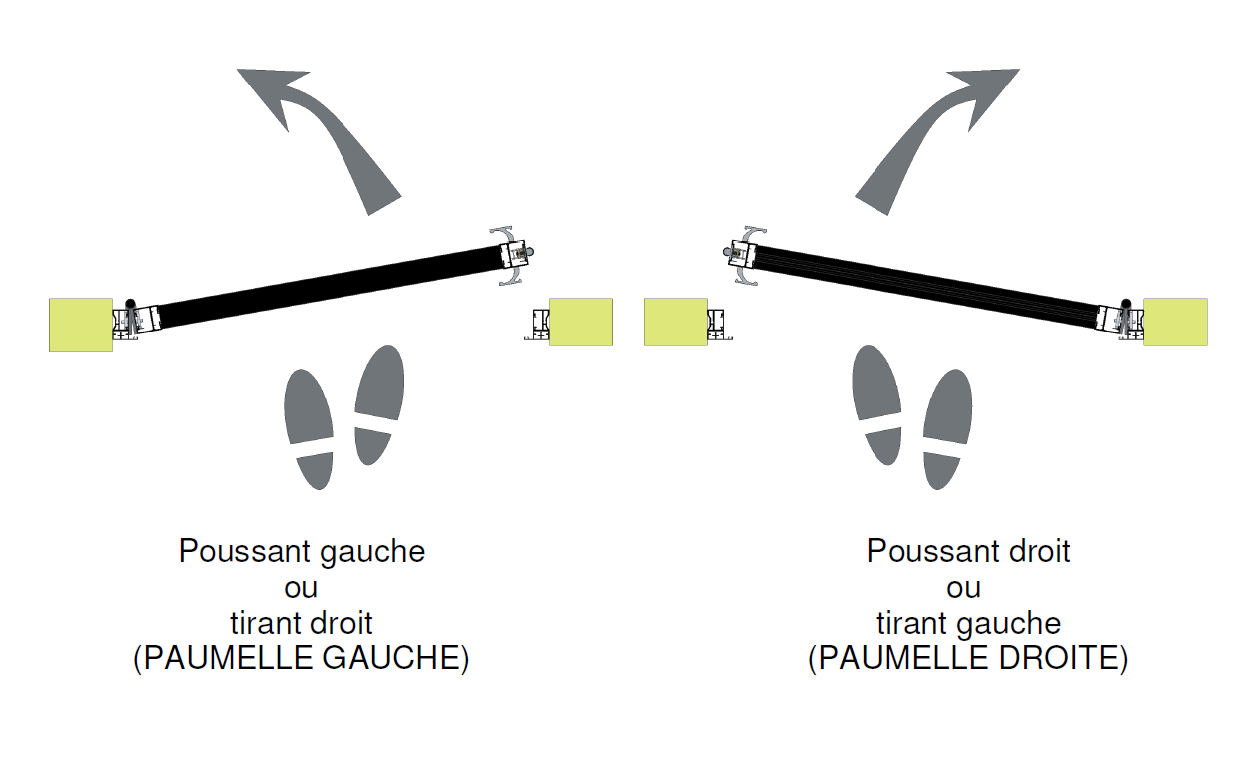 Poussant gauche
ou
tirant droit
(PAUMELLE GAUCHE)
Poussant droit
ou
tirant gauche
(PAUMELLE DROITE)